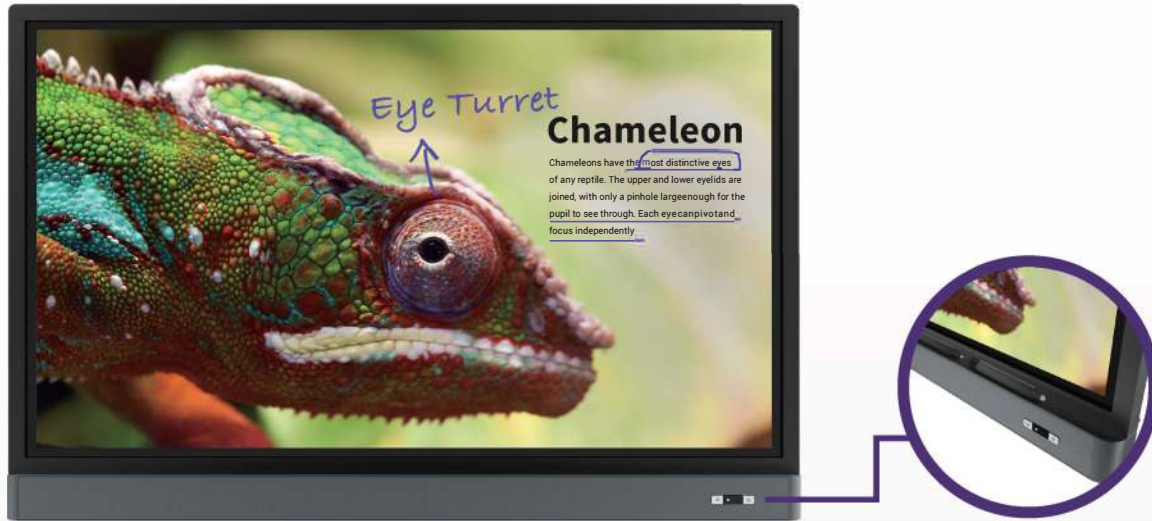 Eye Turret
Chameleon
Chameleons have the most distinctive eyes
of any reptile. The upper and lower eyelids are
joined, with only a pinhole largeenough for the
pupil to see through. Each eyecanpivotand
focus independently